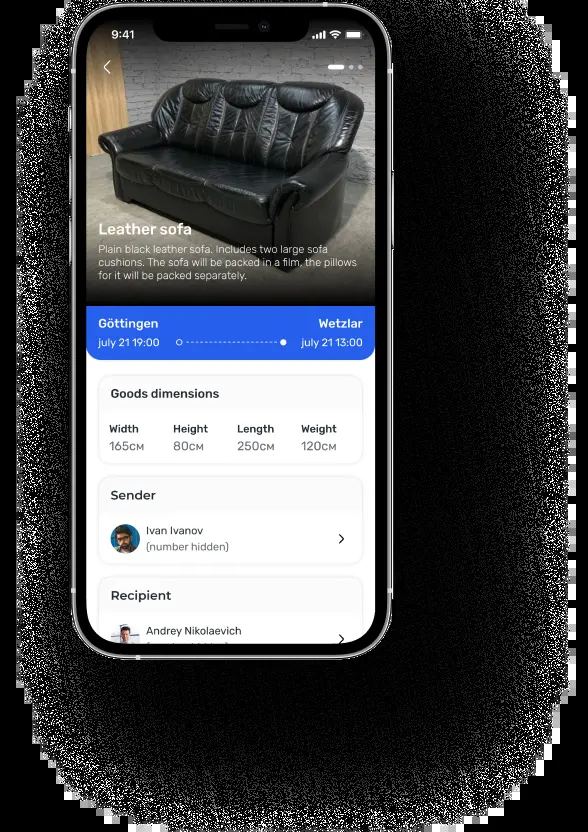 9:41
Leather sofa
Plain black leather sofa. Includes two large sofa
cushions. The sofa will be packed in a film, the pillows
for it will be packed separately.
Göttingen Wetzlar
july 21 19:00 july 21 13:00
Goods dimensions
Width Height Length Weight
165см 80см 250см 120см
Sender
Ivan Ivanov
(number hidden)
Recipient
Andrey Nikolaevich